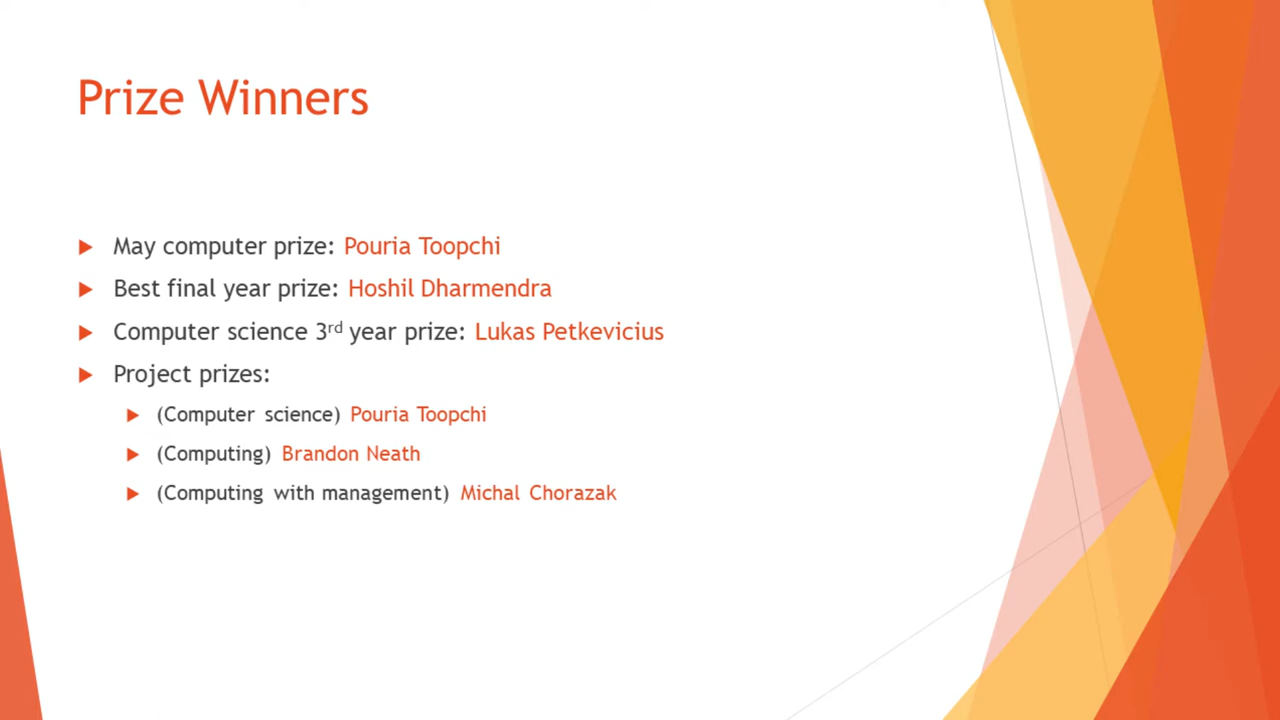 Prize Winners
May computer prize: Pouria Toopchi
Best final year prize: Hoshil Dharmendra
Computer science 3rd year prize: Lukas Petkevicius
Project prizes:
(Computer science) Pouria Toopchi
(Computing) Brandon Neath
(Computing with management) Michal Chorazak